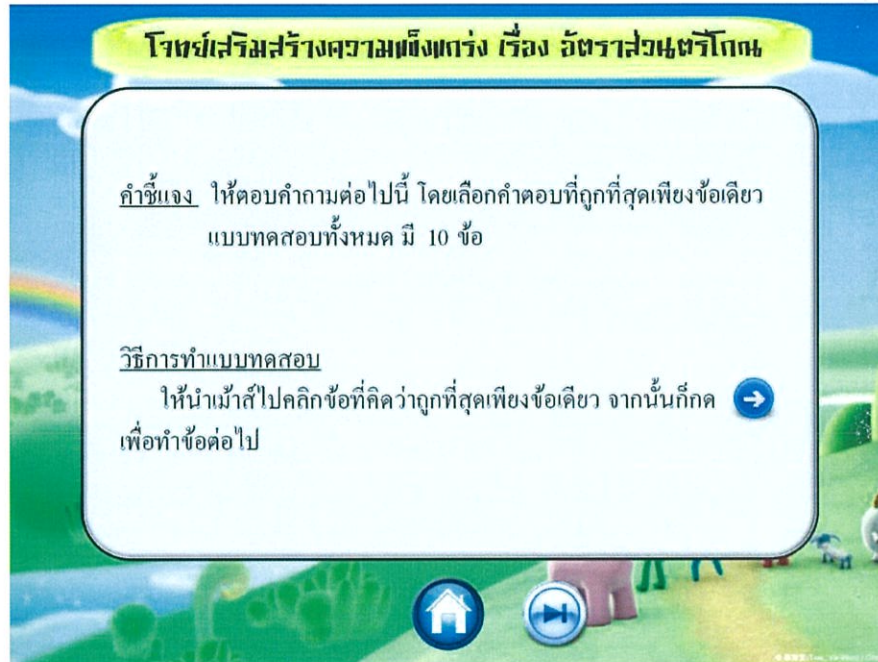 โจทย์เสริมสร้างความแข็งแกร่ง เรื่อง อัตราส่วนตรีโกณ
คำชี้แจง ให้ตอบคำถามต่อไปนี้ โดยเลือกคำตอบที่ถูกที่สุดเพียงข้อเดียว
แบบทดสอบทั้งหมด มี 10 ข้อ
วิธีการทำแบบทดสอบ
ให้นำเม้าส์ไปคลิกข้อที่คิดว่าถูกที่สุดเพียงข้อเดียว จากนั้นก็กด
เพื่อทำข้อต่อไป